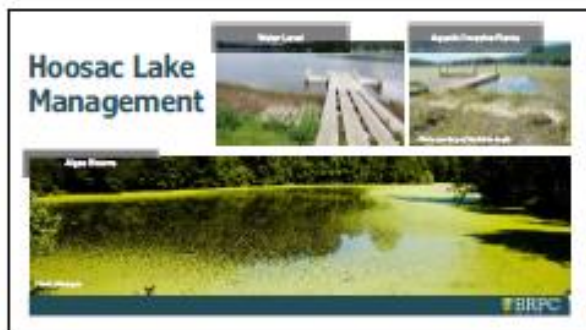 Hoosac Lake
Management
Water Level
Aquatic Invasive Plants
Algae Blooms
BRPC